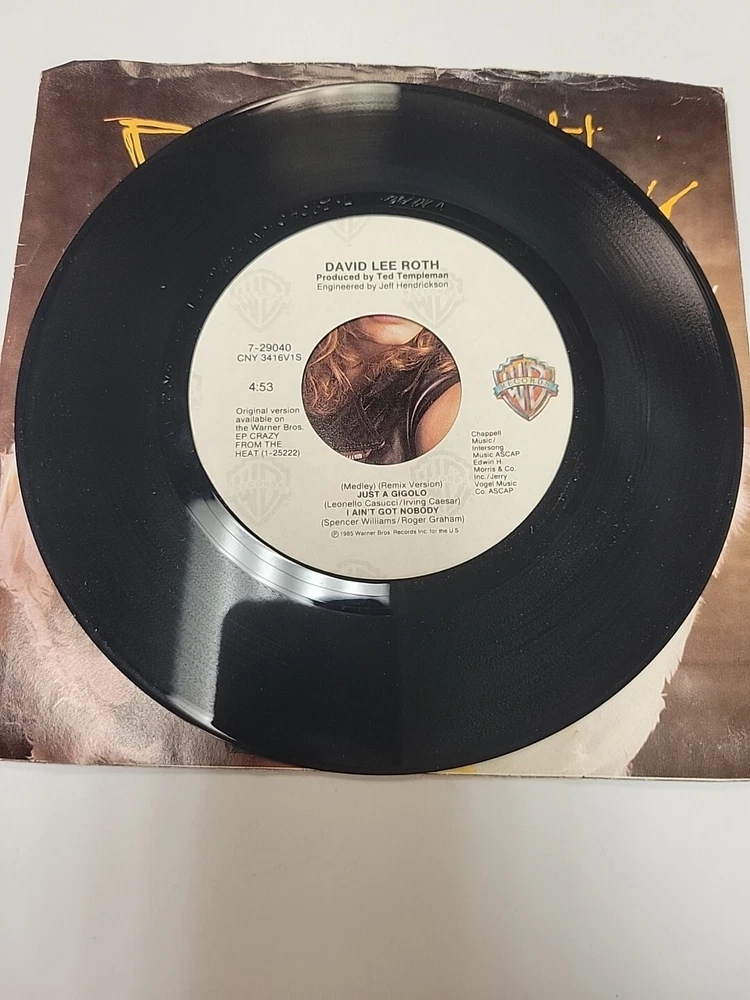 DAVID LEE ROTH
Produced by Ted Templeman
Engineered by Jeff Hendrickson
7-29040
CNY 3416V1S
4:53
Original version
available on
the Warner Bros.
EP CRAZY
FROM THE
HEAT (1-25222)
WB
RECORDS
Chappell
Music/
Intersong
Music ASCAP
Edwin H.
Morris & Co.
Inc./Jerry
Vogel Music
Co. ASCAP
(Medley) (Remix Version)
JUST A GIGOLO
(Leonello Casucci/Irving Caesar)
I AIN'T GOT NOBODY
(Spencer Williams/Roger Graham)
℗ 1985 Warner Bros. Records Inc. for the U.S.